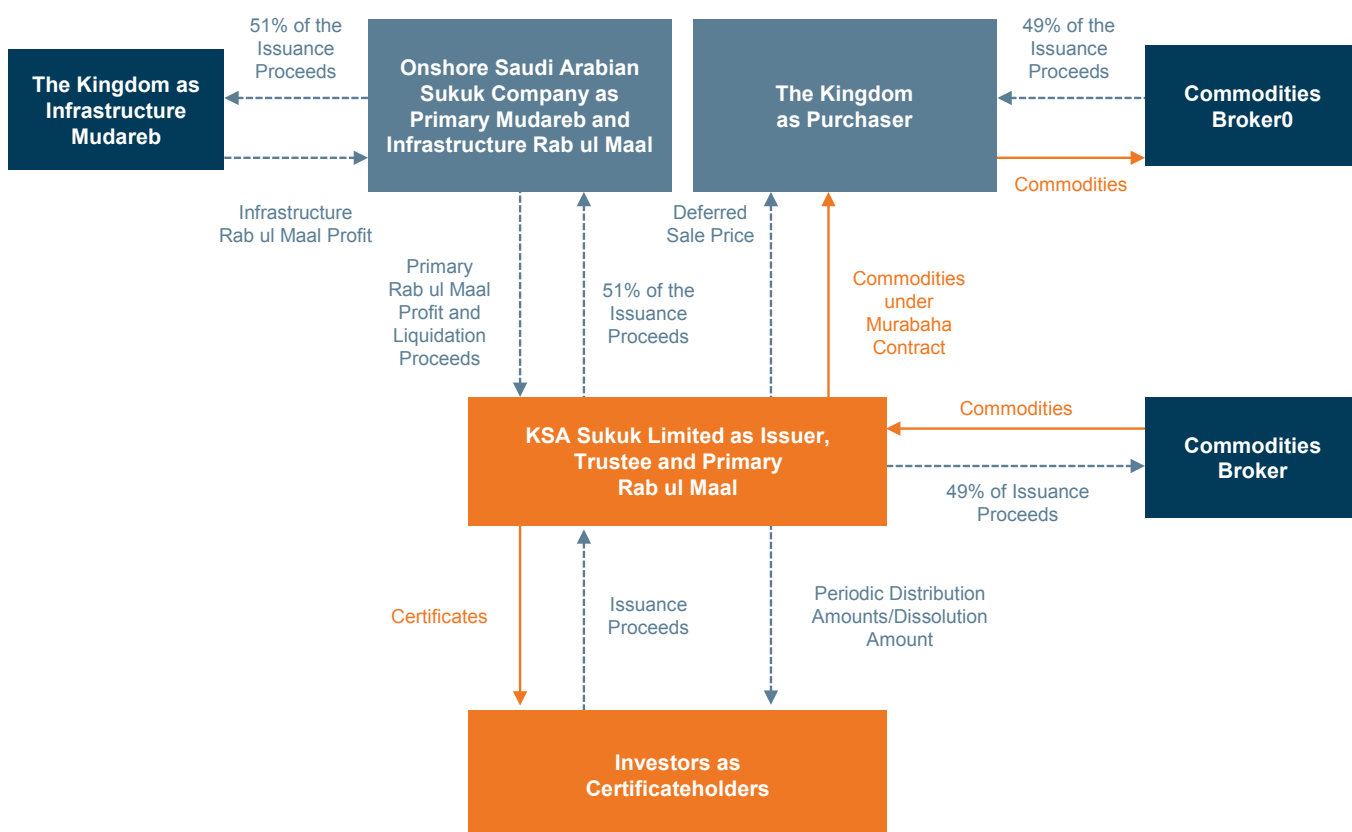 51% of the
Issuance
Proceeds
49% of the
Issuance
Proceeds
The Kingdom as
Infrastructure
Mudareb
Onshore Saudi Arabian
Sukuk Company as
Primary Mudareb and
Infrastructure Rab ul Maal
The Kingdom
as Purchaser
Commodities
Broker0
Commodities
Infrastructure
Rab ul Maal Profit
Deferred
Sale Price
Primary
Rab ul Maal
Profit and
Liquidation
Proceeds
51% of the
Issuance
Proceeds
Commodities
under
Murabaha
Contract
KSA Sukuk Limited as Issuer,
Trustee and Primary
Rab ul Maal
Commodities
49% of Issuance
Proceeds
Commodities
Broker
Certificates
Issuance
Proceeds
Periodic Distribution
Amounts/Dissolution
Amount
Investors as
Certificateholders